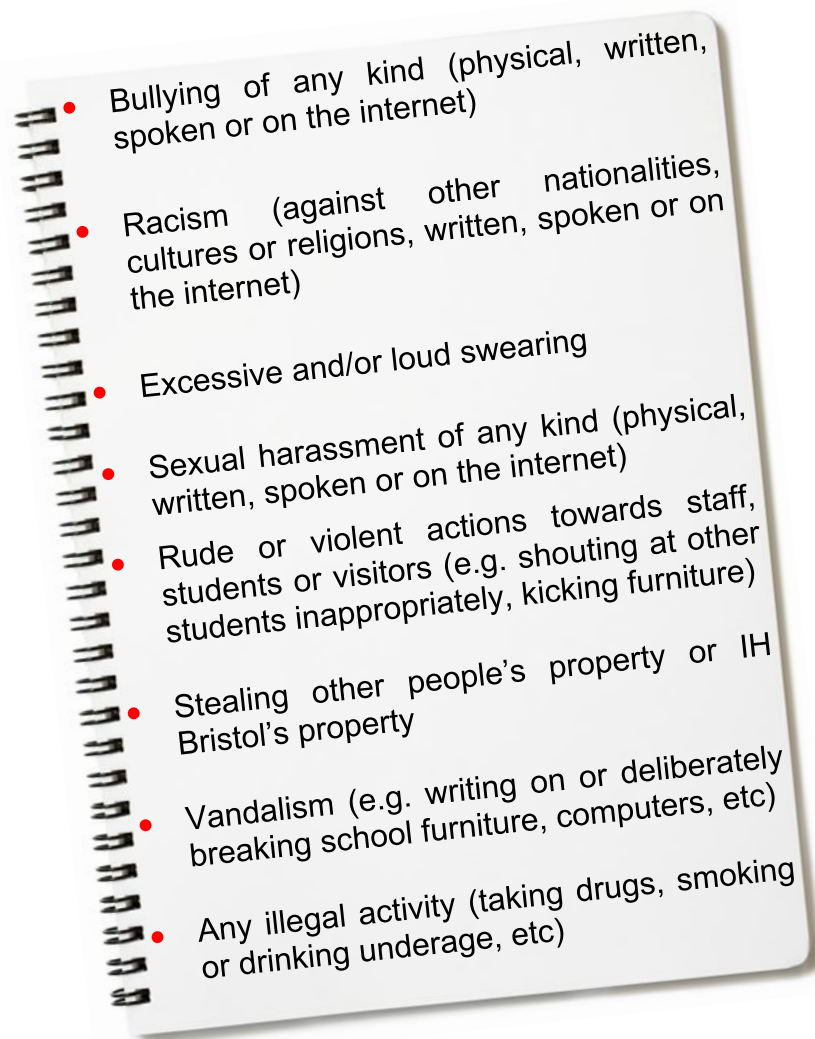 • Bullying of any kind (physical, written,
spoken or on the internet)
• Racism (against other nationalities,
cultures or religions, written, spoken or on
the internet)
• Excessive and/or loud swearing
• Sexual harassment of any kind (physical,
written, spoken or on the internet)
• Rude or violent actions towards staff,
students or visitors (e.g. shouting at other
students inappropriately, kicking furniture)
• Stealing other people’s property or IH
Bristol’s property
• Vandalism (e.g. writing on or deliberately
breaking school furniture, computers, etc)
• Any illegal activity (taking drugs, smoking
or drinking underage, etc)